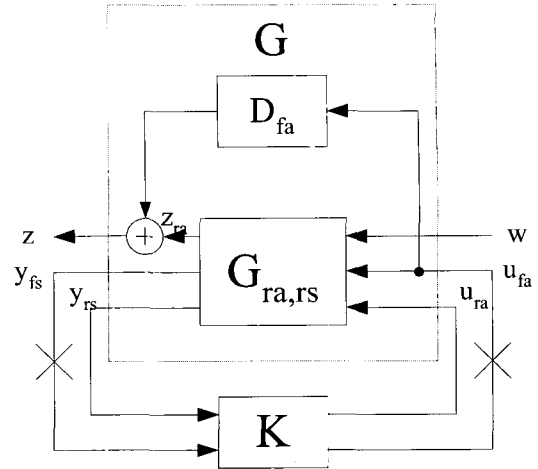 G
D_fa
z_ra
z
+
w
y_fs
G_ra,rs
u_fa
y_rs
u_ra
K